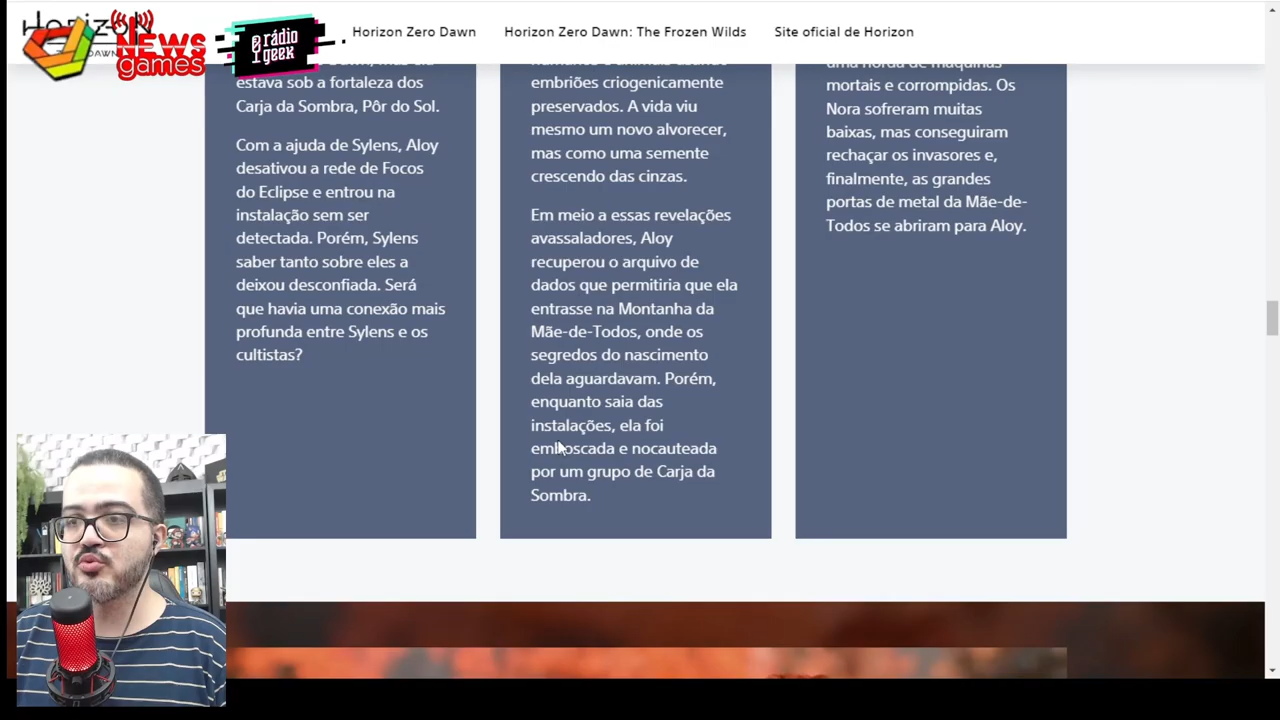 Horizon
DAWN
NEWS
games
rádio
geek
Horizon Zero Dawn
Horizon Zero Dawn: The Frozen Wilds
Site oficial de Horizon
estava sob a fortaleza dos
Carja da Sombra, Pôr do Sol.
Com a ajuda de Sylens, Aloy
desativou a rede de Focos
do Eclipse e entrou na
instalação sem ser
detectada. Porém, Sylens
saber tanto sobre eles a
deixou desconfiada. Será
que havia uma conexão mais
profunda entre Sylens e os
cultistas?
embriões criogenicamente
preservados. A vida viu
mesmo um novo alvorecer,
mas como uma semente
crescendo das cinzas.
Em meio a essas revelações
avassaladores, Aloy
recuperou o arquivo de
dados que permitiria que ela
entrasse na Montanha da
Mãe-de-Todos, onde os
segredos do nascimento
dela aguardavam. Porém,
enquanto saia das
instalações, ela foi
emboscada e nocauteada
por um grupo de Carja da
Sombra.
uma horda de máquinas
mortais e corrompidas. Os
Nora sofreram muitas
baixas, mas conseguiram
rechaçar os invasores e,
finalmente, as grandes
portas de metal da Mãe-de-
Todos se abriram para Aloy.